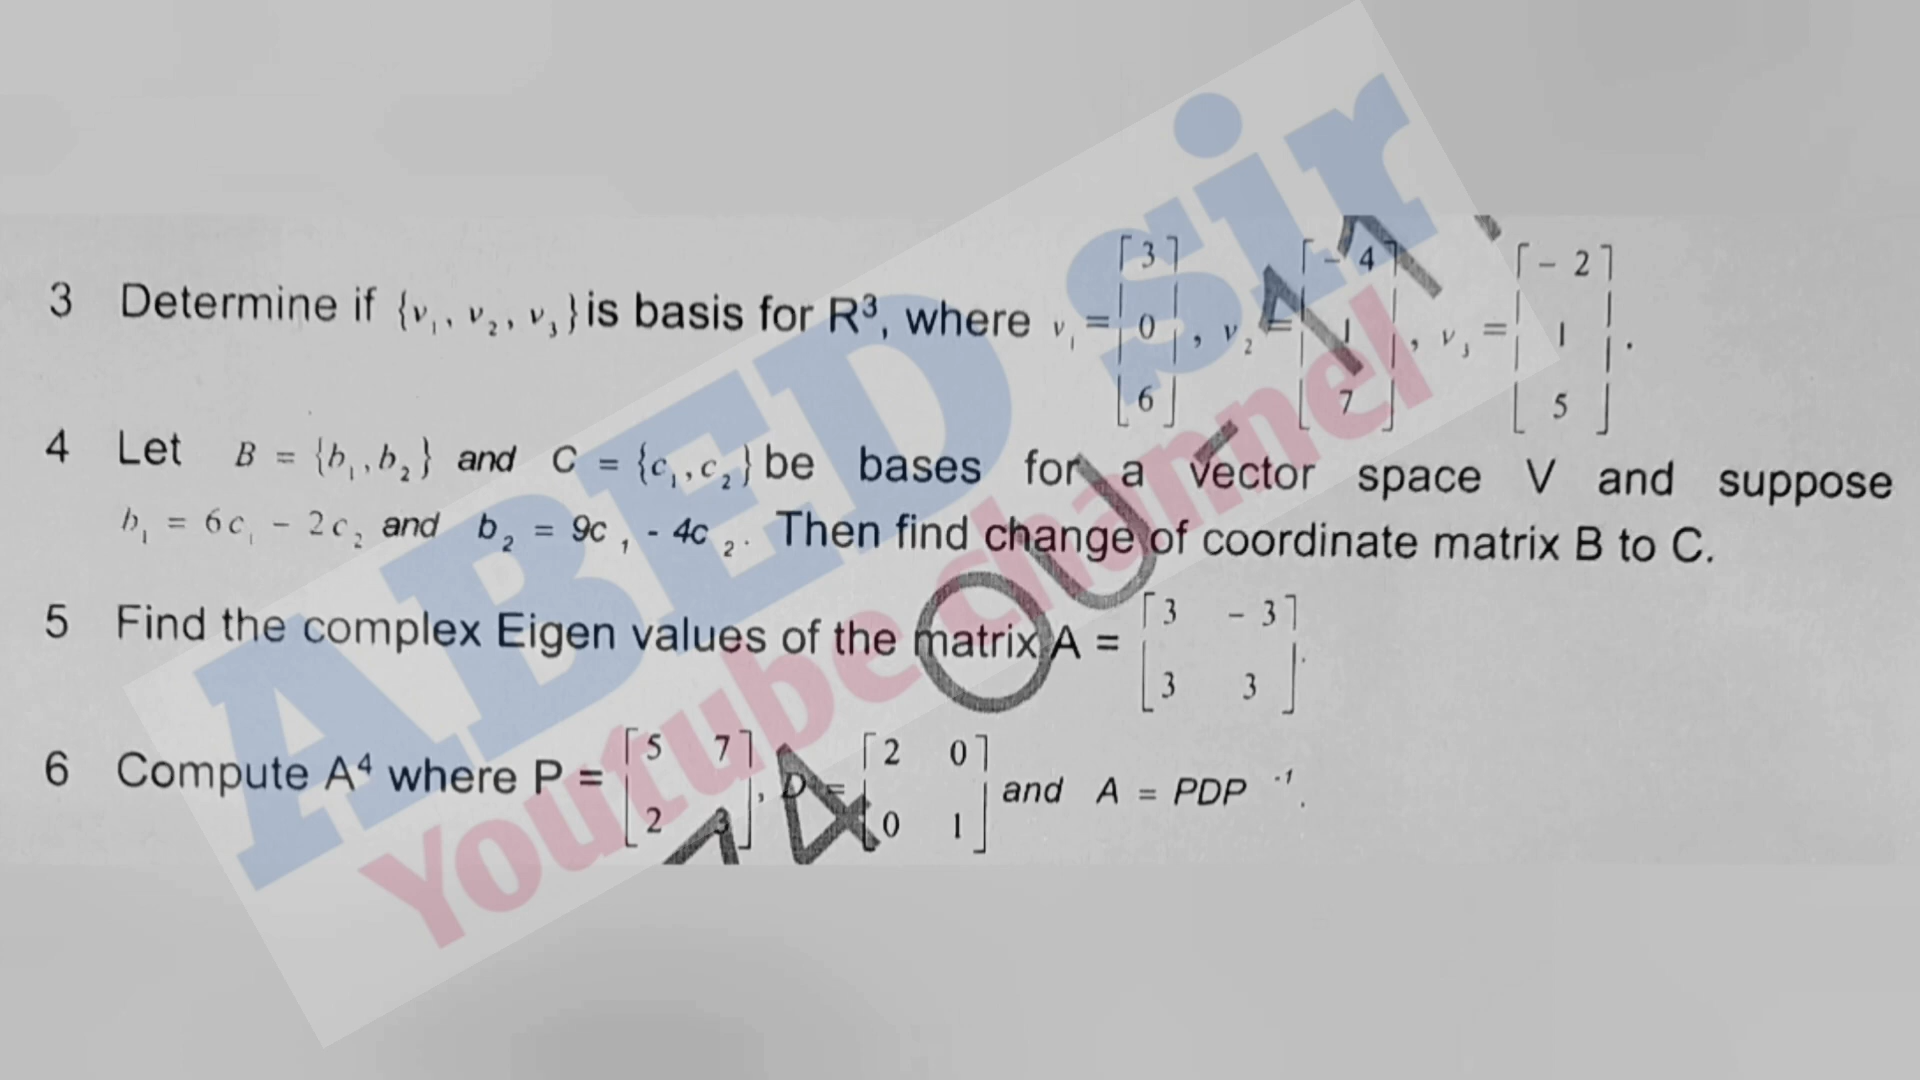 3 Determine if {v₁, v₂, v₃} is basis for R³, where v₁ = [3 0 6], v₂ = [- 4 1 7], v₃ = [- 2 1 5].
4 Let B = {b₁, b₂} and C = {c₁, c₂} be bases for a vector space V and suppose
b₁ = 6c₁ - 2c₂ and b₂ = 9c₁ - 4c₂. Then find change of coordinate matrix B to C.
5 Find the complex Eigen values of the matrix A = [3 - 3 3 3].
6 Compute A⁴ where P = [5 7 2 3], D = [2 0 0 1] and A = PDP ⁻¹.
ABED sir
Youtube channel